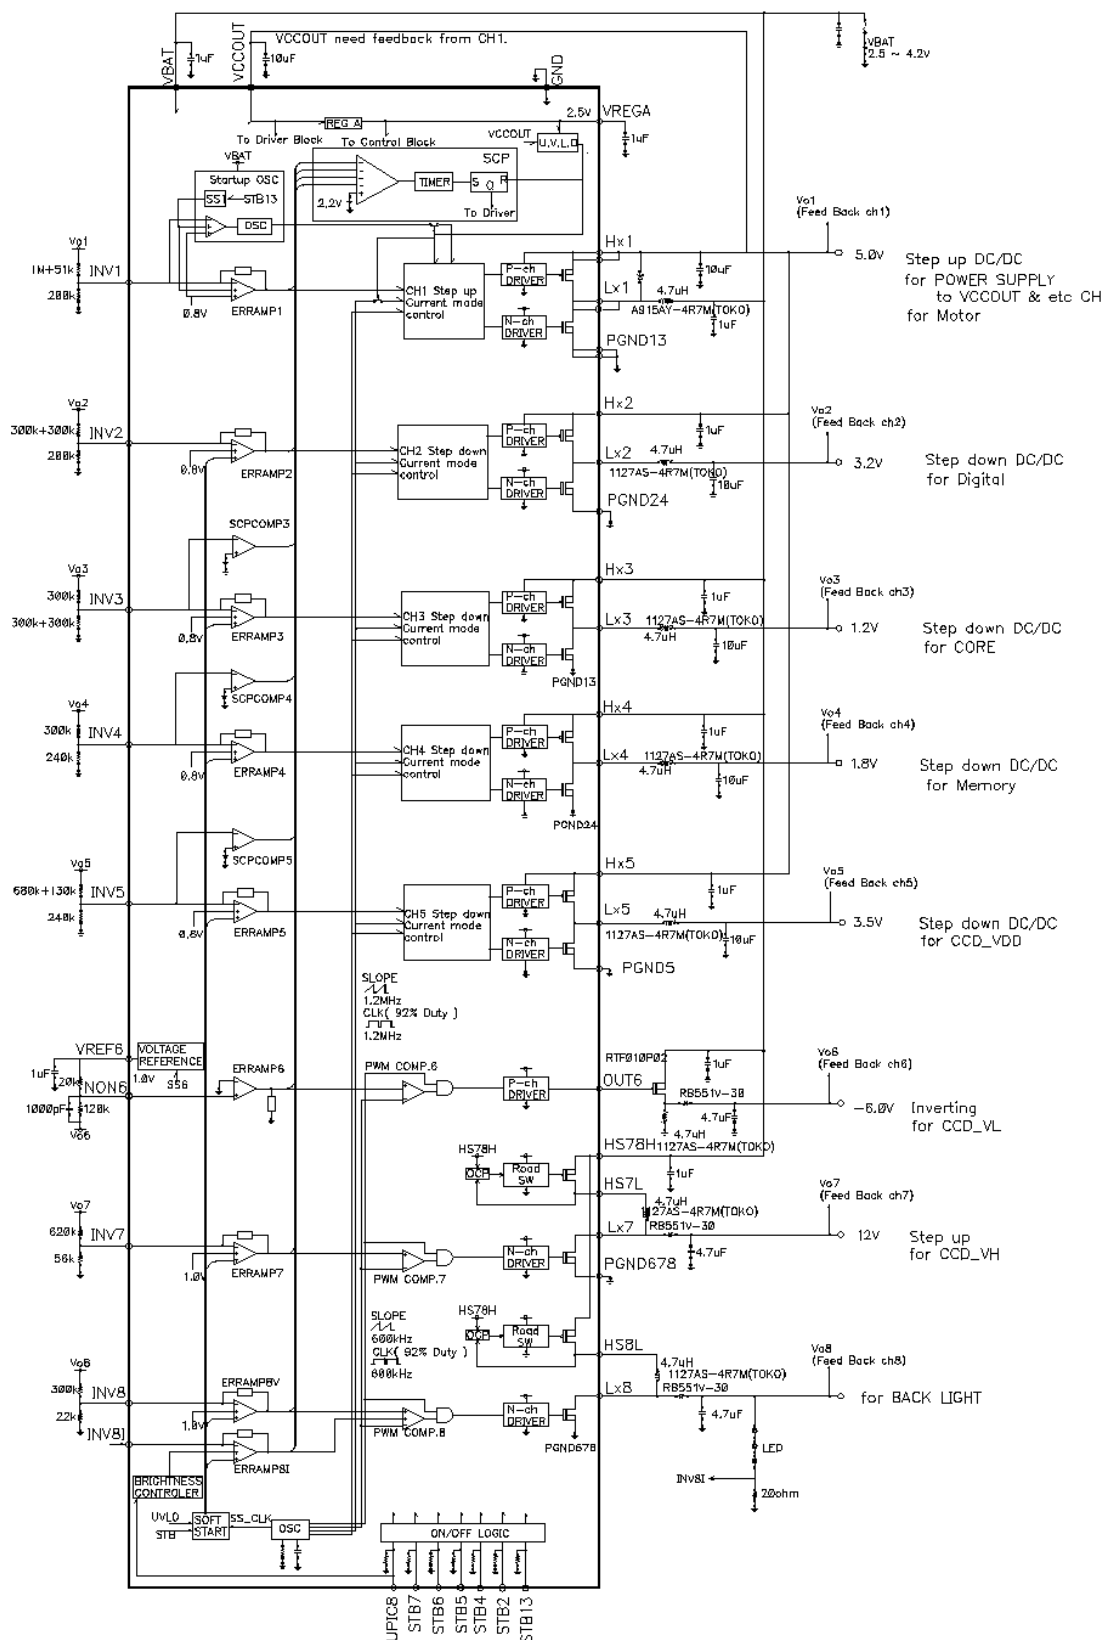 VCCOUT need feedback from CH1.
VBAT
1uF
VCCOUT
10uF
GND
VBAT
2.5 ~ 4.2V
REG A
2.5V
VREGA
1uF
To Driver Block
To Control Block
VCCOUT
U.V.L.O
SCP
VBAT
Startup OSC
SS1
STB13
OSC
TIMER
S Q R
2.2V
To Driver
Vo1
(Feed Back ch1)
Vo1
1M+51k
INV1
200k
0.8V
ERRAMP1
CH1 Step up
Current mode
control
P-ch
DRIVER
N-ch
DRIVER
Hx1
10uF
Lx1
4.7uH
A915AY-4R7M(TOKO)
1uF
PGND13
5.0V
Step up DC/DC
for POWER SUPPLY
to VCCOUT & etc CH
for Motor
Vo2
300k+300k
INV2
200k
0.8V
ERRAMP2
CH2 Step down
Current mode
control
P-ch
DRIVER
N-ch
DRIVER
Hx2
1uF
Lx2
4.7uH
1127AS-4R7M(TOKO)
10uF
PGND24
Vo2
(Feed Back ch2)
3.2V
Step down DC/DC
for Digital
SCPCOMP3
Vo3
300k
INV3
300k+300k
0.8V
ERRAMP3
CH3 Step down
Current mode
control
P-ch
DRIVER
N-ch
DRIVER
Hx3
1uF
Lx3
1127AS-4R7M(TOKO)
4.7uH
10uF
PGND13
Vo3
(Feed Back ch3)
1.2V
Step down DC/DC
for CORE
SCPCOMP4
Vo4
300k
INV4
240k
0.8V
ERRAMP4
CH4 Step down
Current mode
control
P-ch
DRIVER
N-ch
DRIVER
Hx4
1uF
Lx4
1127AS-4R7M(TOKO)
4.7uH
10uF
PGND24
Vo4
(Feed Back ch4)
1.8V
Step down DC/DC
for Memory
SCPCOMP5
Vo5
680k+130k
INV5
240k
0.8V
ERRAMP5
CH5 Step down
Current mode
control
P-ch
DRIVER
N-ch
DRIVER
Hx5
1uF
Lx5
4.7uH
1127AS-4R7M(TOKO)
10uF
PGND5
Vo5
(Feed Back ch5)
3.5V
Step down DC/DC
for CCD_VDD
SLOPE
1.2MHz
CLK( 92% Duty )
1.2MHz
VREF6
VOLTAGE
REFERENCE
1.0V
SS6
1uF
20k
NON6
1000pF
120k
Vo6
ERRAMP6
PWM COMP.6
P-ch
DRIVER
OUT6
RTF010P02
1uF
RB551V-30
4.7uF
4.7uH
1127AS-4R7M(TOKO)
Vo6
(Feed Back ch6)
-6.0V
Inverting
for CCD_VL
HS78H
HS78H
OCP
Road
SW
1uF
HS7L
4.7uH
1127AS-4R7M(TOKO)
Vo7
620k
INV7
56k
1.0V
ERRAMP7
PWM COMP.7
N-ch
DRIVER
Lx7
RB551V-30
4.7uF
PGND678
Vo7
(Feed Back ch7)
12V
Step up
for CCD_VH
SLOPE
600kHz
CLK( 92% Duty )
600kHz
HS78H
OCP
Road
SW
HS8L
4.7uH
1127AS-4R7M(TOKO)
Vo8
300k
INV8
22k
ERRAMP8V
1.0V
INV8I
ERRAMP8I
PWM COMP.8
N-ch
DRIVER
Lx8
RB551V-30
4.7uF
PGND678
Vo8
(Feed Back ch8)
for BACK LIGHT
LED
INV8I
20ohm
BRIGHTNESS
CONTROLER
UVLO
STB
SOFT
START
SS_CLK
OSC
ON/OFF LOGIC
UPIC8
STB7
STB6
STB5
STB4
STB2
STB13